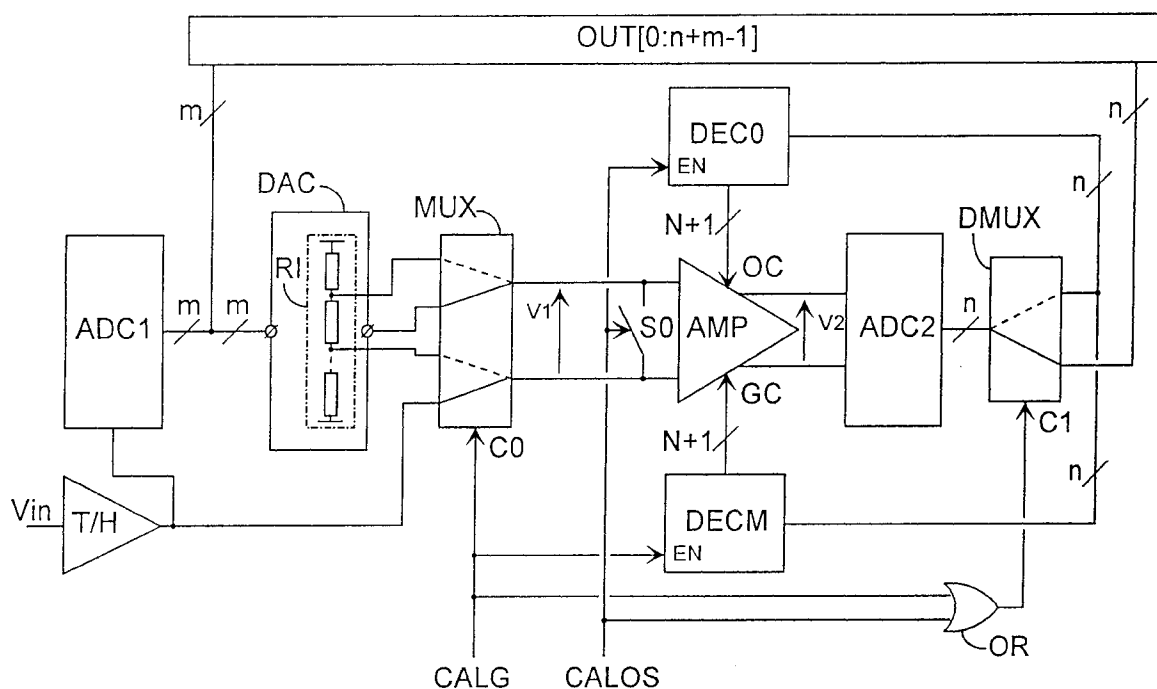 OUT[0:n+m-1]
m
n
DEC0
EN
DAC
MUX
n
N+1
DMUX
RI
OC
ADC1
m
m
V1
S0
AMP
V2
ADC2
n
GC
C0
N+1
C1
n
Vin
T/H
DECM
EN
OR
CALG
CALOS